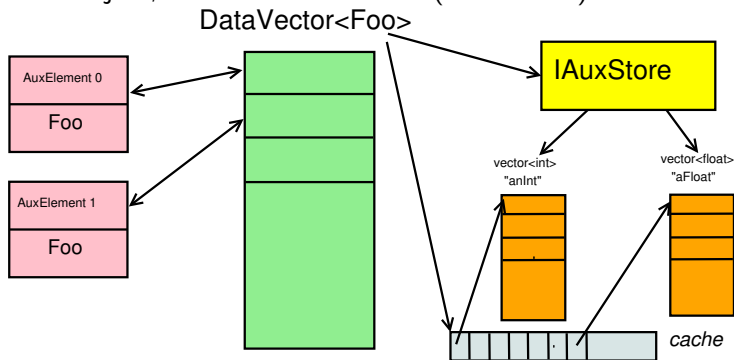 DataVector<Foo>
AuxElement 0
Foo
AuxElement 1
Foo
IAuxStore
vector<int>
"anInt"
vector<float>
"aFloat"
cache